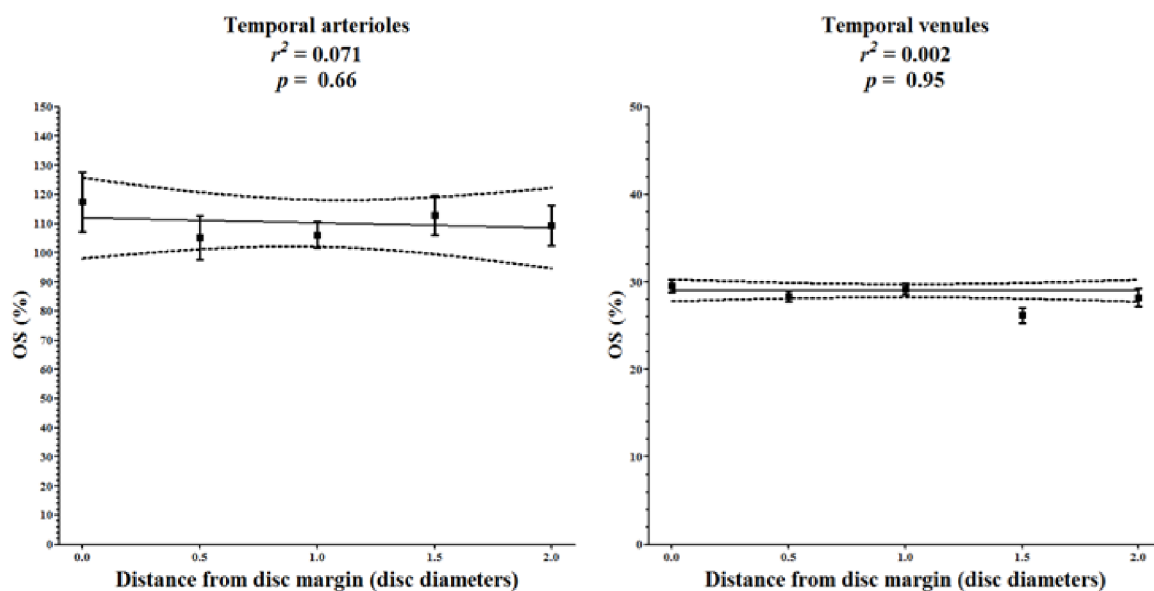 Temporal arterioles
r² = 0.071
p = 0.66
150
140
130
120
110
100
90
80
70
60
50
40
30
20
10
0
OS (%)
0.0 0.5 1.0 1.5 2.0
Distance from disc margin (disc diameters)
Temporal venules
r² = 0.002
p = 0.95
50
40
30
20
10
0
OS (%)
0.0 0.5 1.0 1.5 2.0
Distance from disc margin (disc diameters)